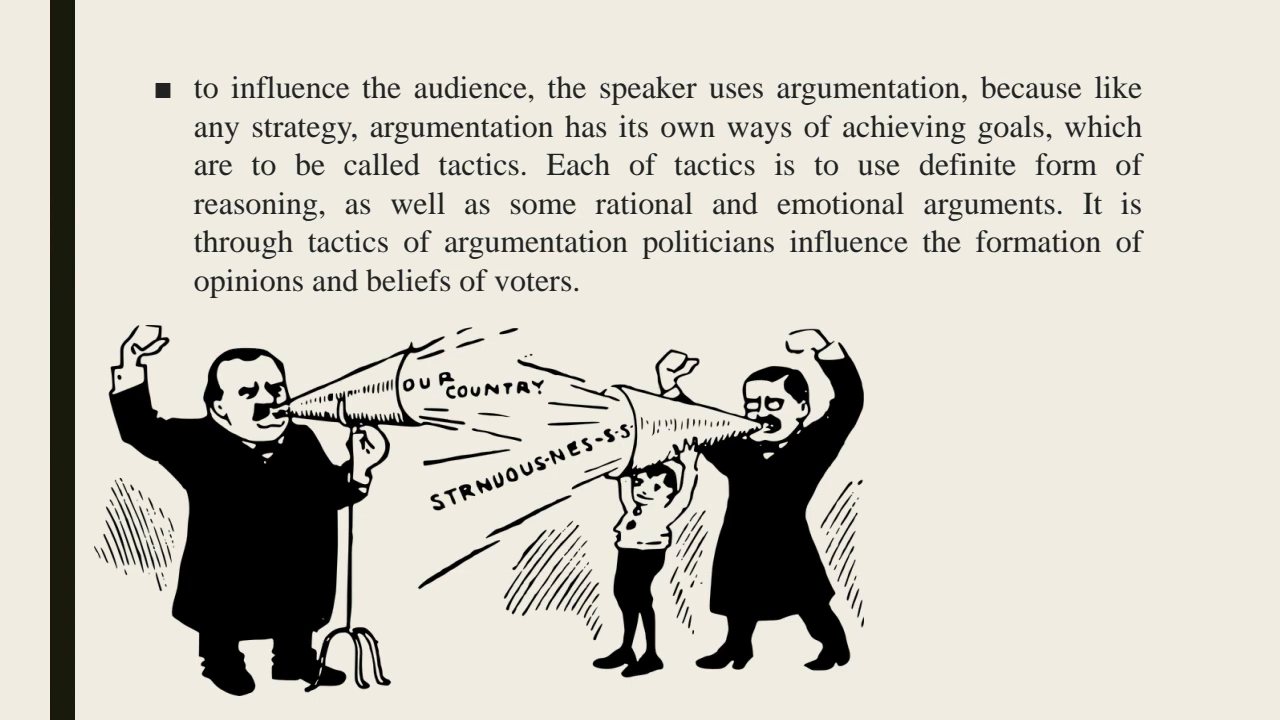 ▪ to influence the audience, the speaker uses argumentation, because like
any strategy, argumentation has its own ways of achieving goals, which
are to be called tactics. Each of tactics is to use definite form of
reasoning, as well as some rational and emotional arguments. It is
through tactics of argumentation politicians influence the formation of
opinions and beliefs of voters.
OUR
COUNTRY
STRNUOUS-NES-S-S